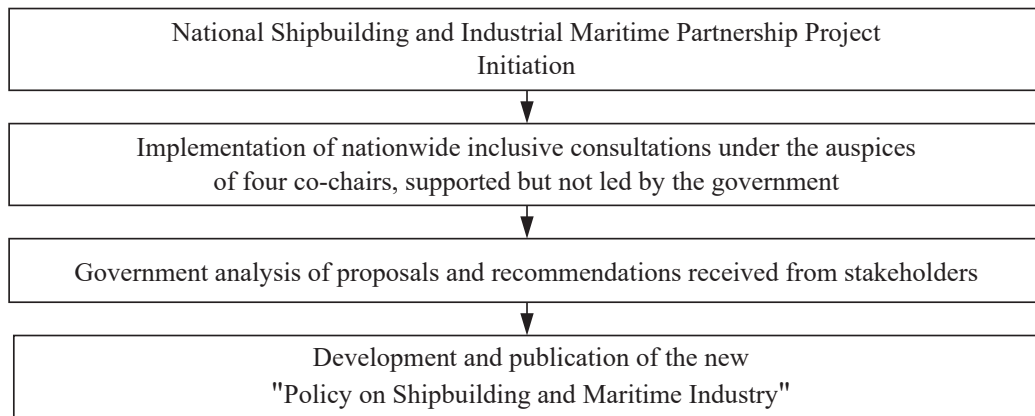 National Shipbuilding and Industrial Maritime Partnership Project
Initiation
Implementation of nationwide inclusive consultations under the auspices
of four co-chairs, supported but not led by the government
Government analysis of proposals and recommendations received from stakeholders
Development and publication of the new
"Policy on Shipbuilding and Maritime Industry"